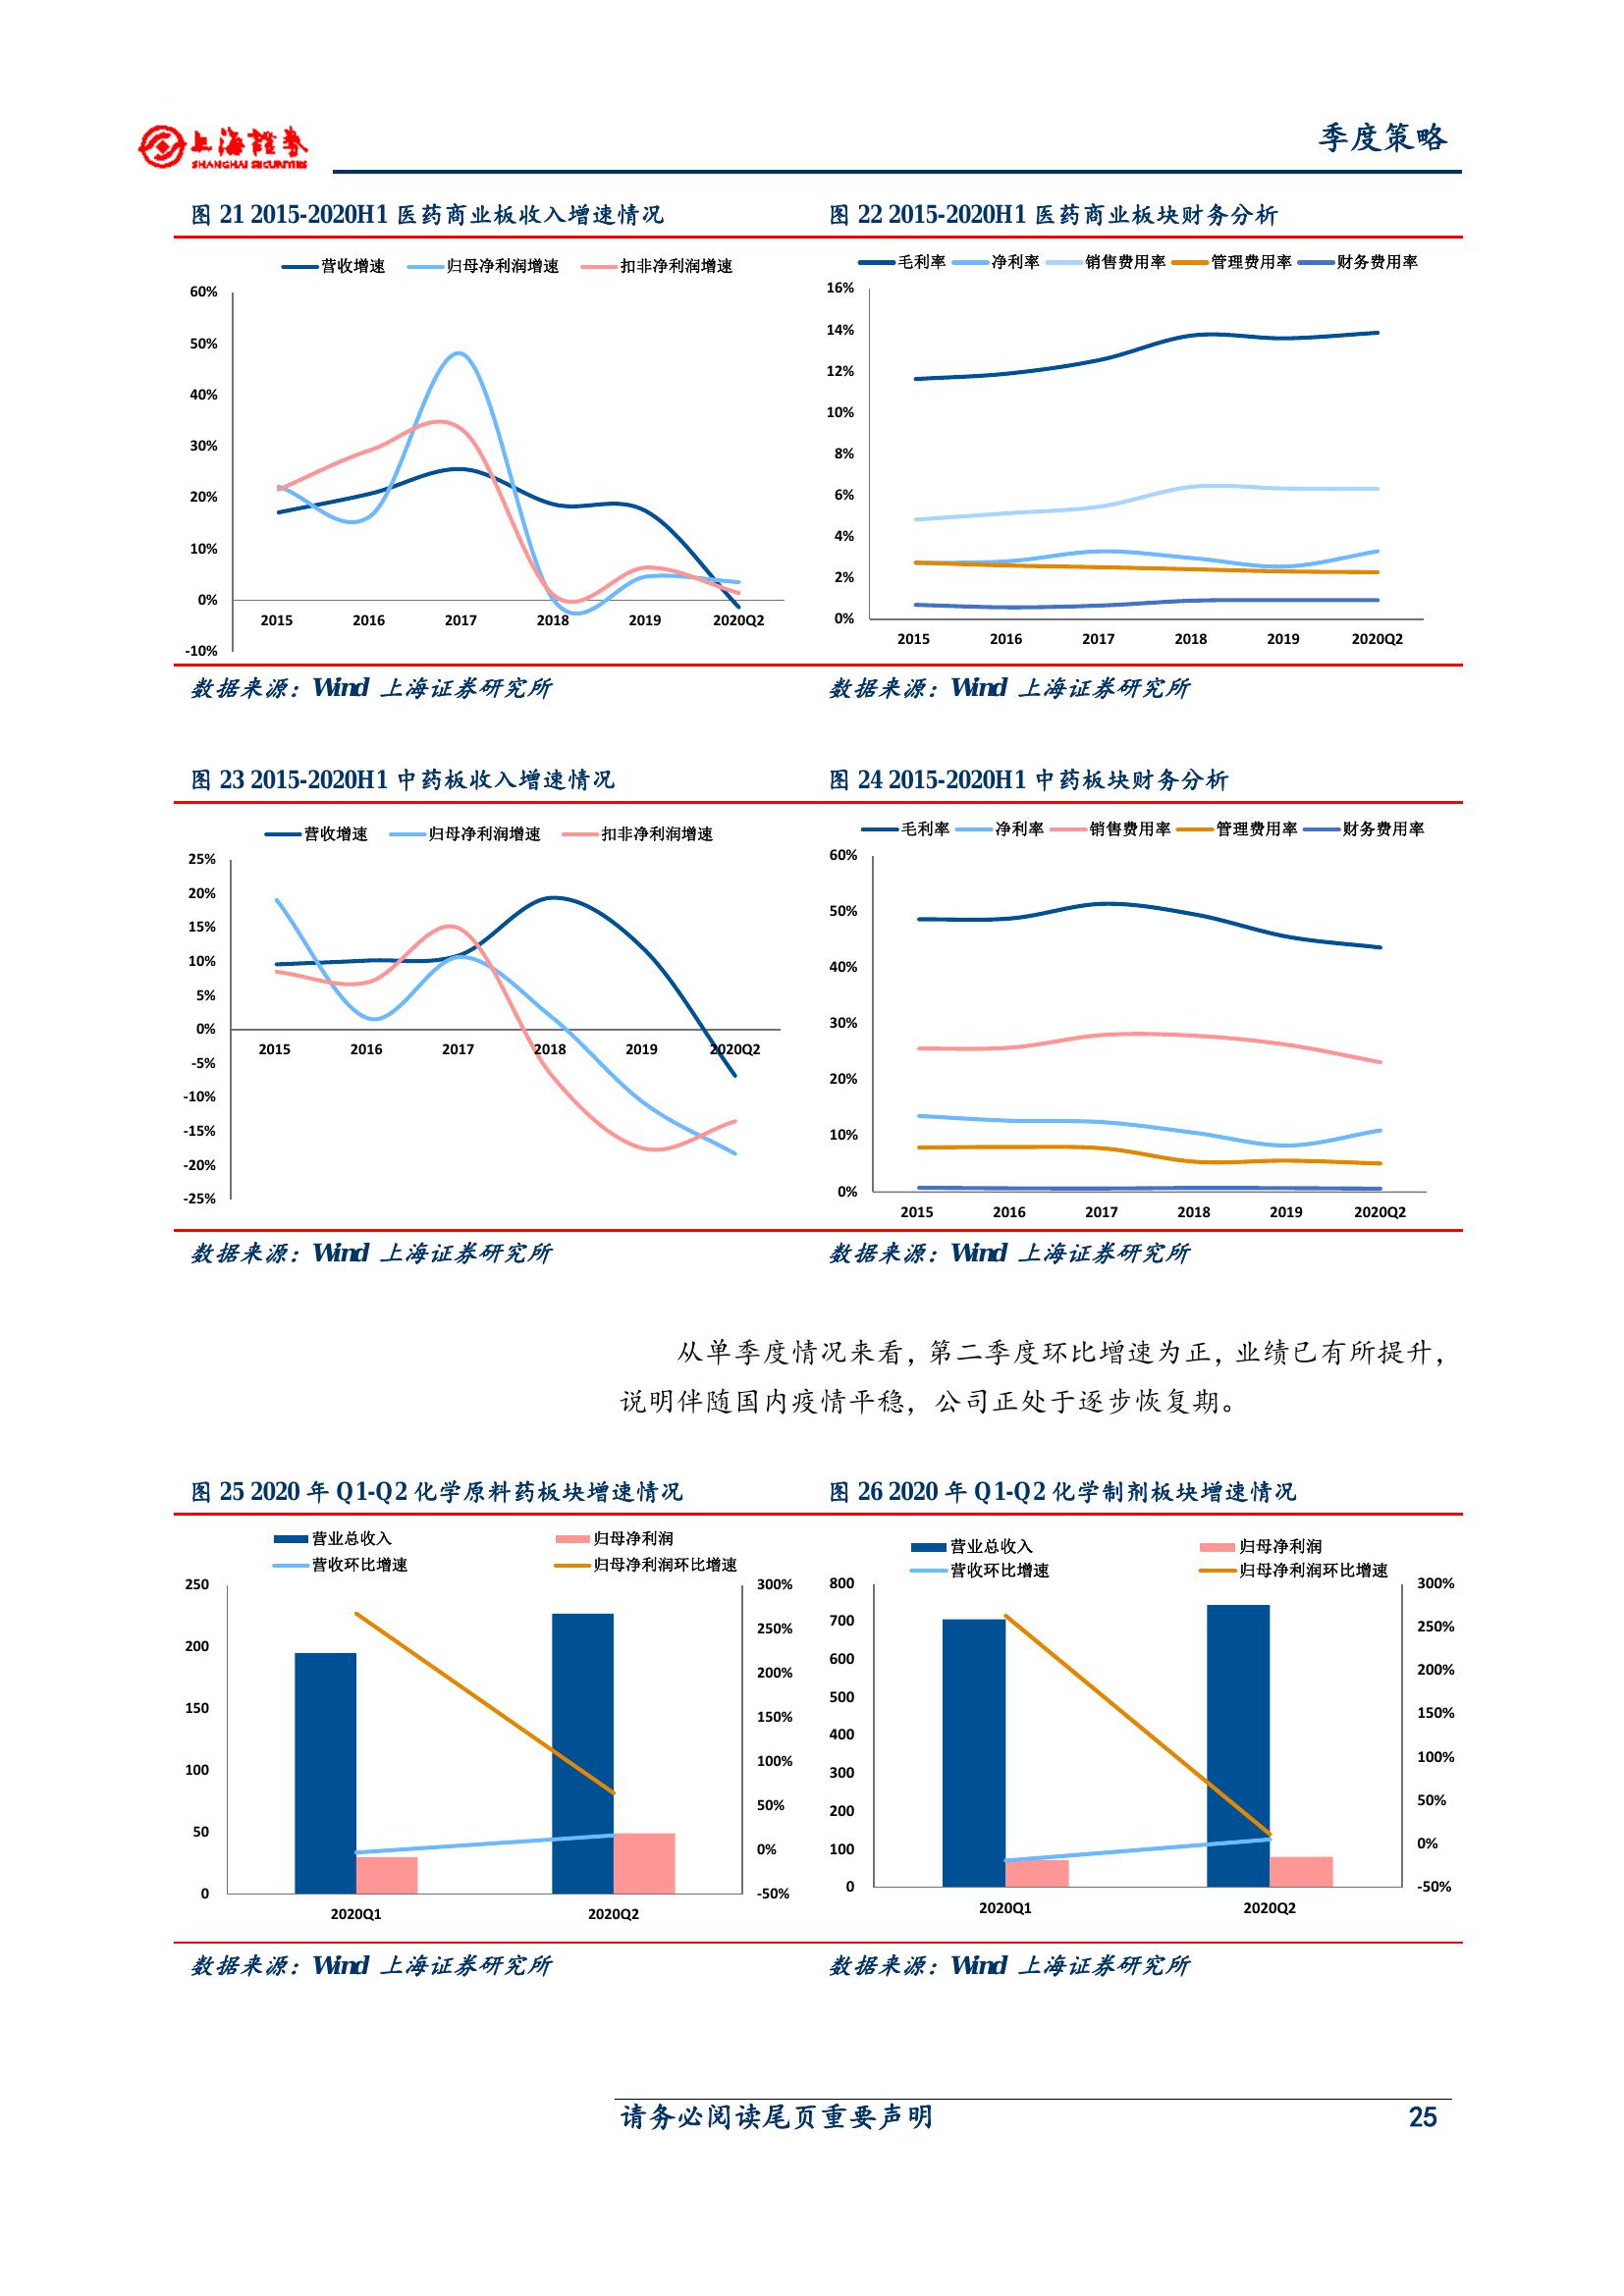 上海證券
SHANGHAI SECURITIES
季度策略
图 21 2015-2020H1 医药商业板收入增速情况
营收增速 归母净利润增速 扣非净利润增速
60%
50%
40%
30%
20%
10%
0%
-10%
2015 2016 2017 2018 2019 2020Q2
数据来源：Wind 上海证券研究所
图 22 2015-2020H1 医药商业板块财务分析
毛利率 净利率 销售费用率 管理费用率 财务费用率
16%
14%
12%
10%
8%
6%
4%
2%
0%
2015 2016 2017 2018 2019 2020Q2
数据来源：Wind 上海证券研究所
图 23 2015-2020H1 中药板收入增速情况
营收增速 归母净利润增速 扣非净利润增速
25%
20%
15%
10%
5%
0%
-5%
-10%
-15%
-20%
-25%
2015 2016 2017 2018 2019 2020Q2
数据来源：Wind 上海证券研究所
图 24 2015-2020H1 中药板块财务分析
毛利率 净利率 销售费用率 管理费用率 财务费用率
60%
50%
40%
30%
20%
10%
0%
2015 2016 2017 2018 2019 2020Q2
数据来源：Wind 上海证券研究所
从单季度情况来看，第二季度环比增速为正，业绩已有所提升，
说明伴随国内疫情平稳，公司正处于逐步恢复期。
图 25 2020 年 Q1-Q2 化学原料药板块增速情况
营业总收入 归母净利润
营收环比增速 归母净利润环比增速
250
200
150
100
50
0
300%
250%
200%
150%
100%
50%
0%
-50%
2020Q1 2020Q2
数据来源：Wind 上海证券研究所
图 26 2020 年 Q1-Q2 化学制剂板块增速情况
营业总收入 归母净利润
营收环比增速 归母净利润环比增速
800
700
600
500
400
300
200
100
0
300%
250%
200%
150%
100%
50%
0%
-50%
2020Q1 2020Q2
数据来源：Wind 上海证券研究所
请务必阅读尾页重要声明 25